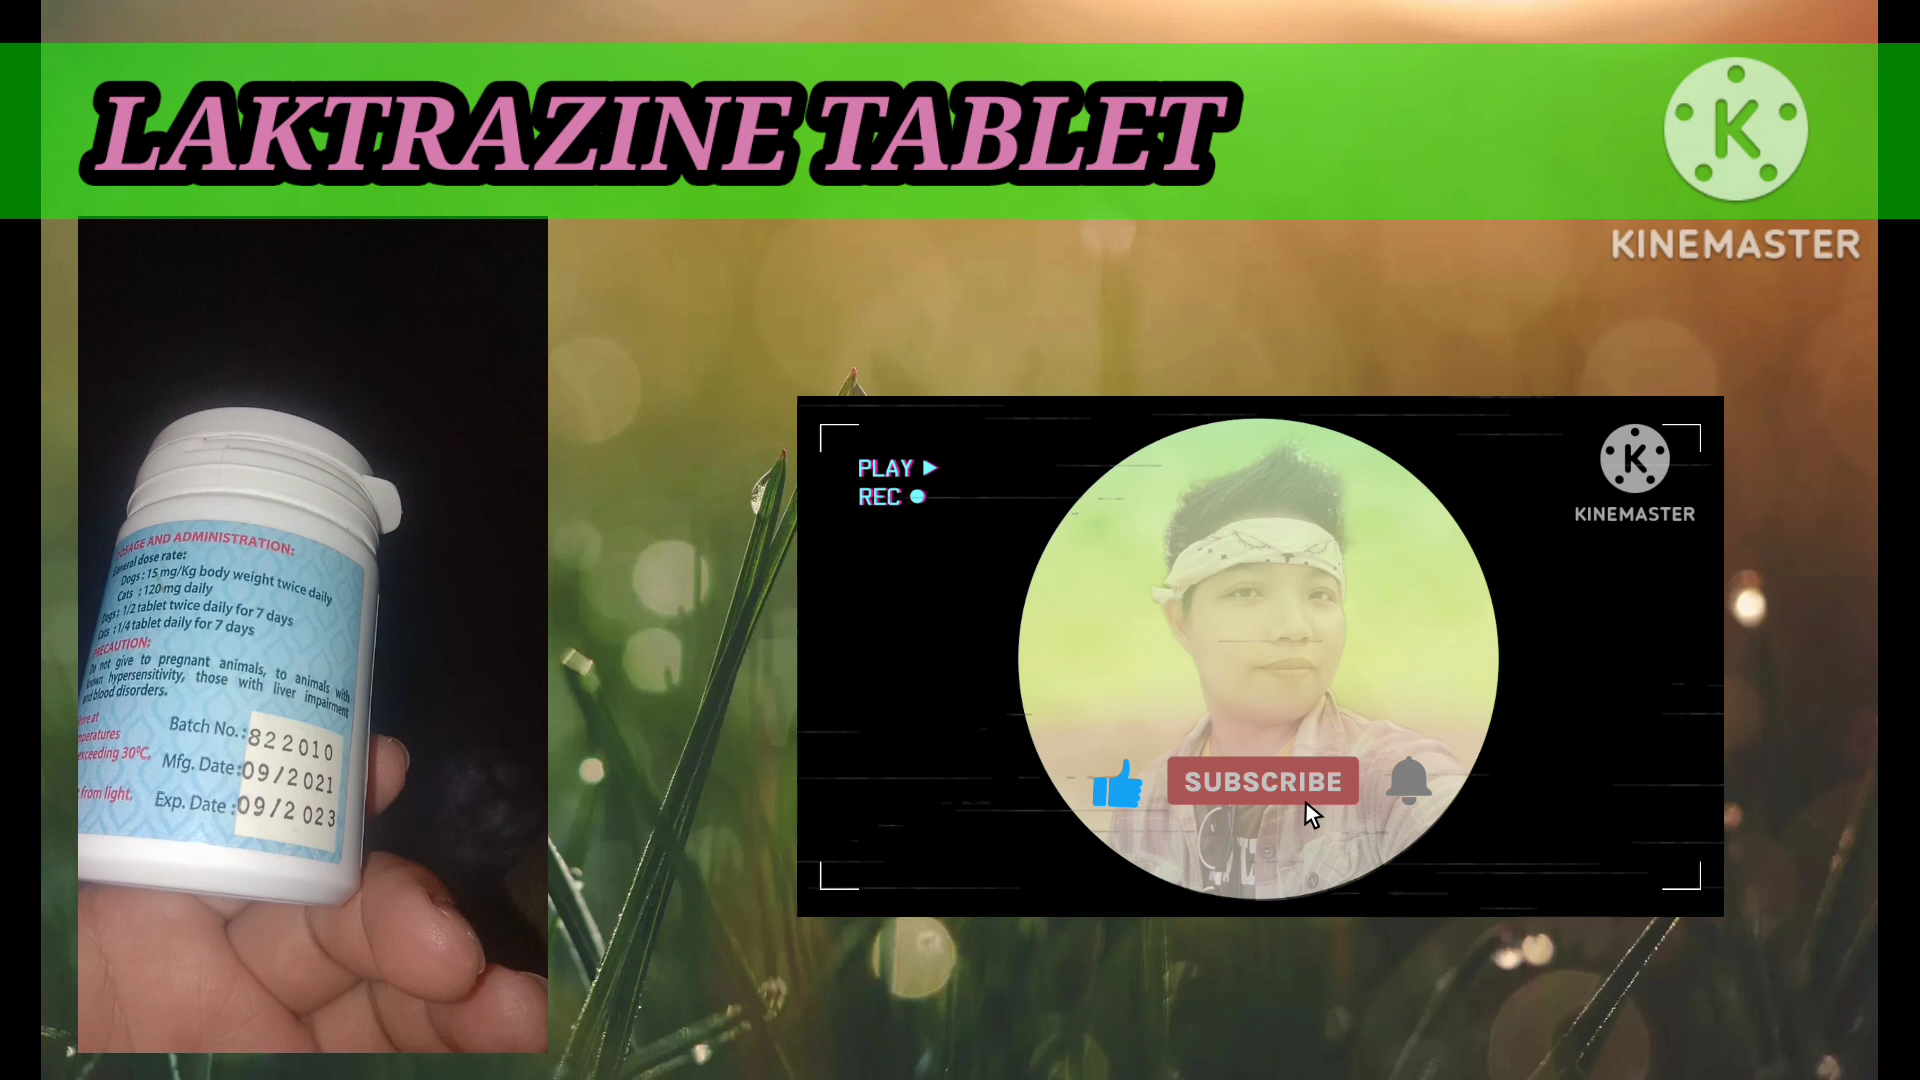 LAKTRAZINE TABLET
K
KINEMASTER
DOSAGE AND ADMINISTRATION:
General dose rate:
Dogs : 15 mg/Kg body weight twice daily
Cats : 120 mg daily
Dogs : 1/2 tablet twice daily for 7 days
Cats : 1/4 tablet daily for 7 days
PRECAUTION:
Do not give to pregnant animals, to animals with
known hypersensitivity, those with liver impairment
and blood disorders.
exceeding 30°C.
from light.
Batch No.: 822010
Mfg. Date: 09/2021
Exp. Date : 09/2023
PLAY
REC
K
KINEMASTER
SUBSCRIBE